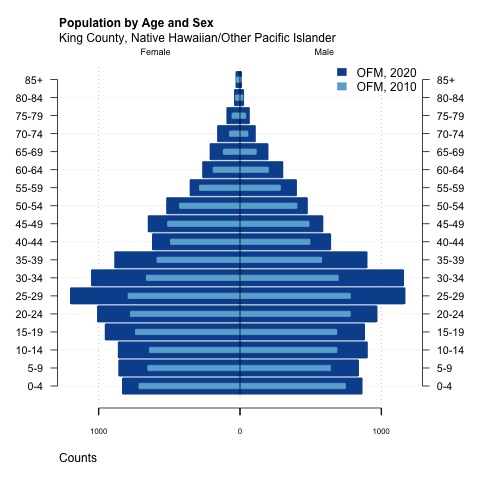 Population by Age and Sex
King County, Native Hawaiian/Other Pacific Islander
Female Male
OFM, 2020
OFM, 2010
85+ 85+
80-84 80-84
75-79 75-79
70-74 70-74
65-69 65-69
60-64 60-64
55-59 55-59
50-54 50-54
45-49 45-49
40-44 40-44
35-39 35-39
30-34 30-34
25-29 25-29
20-24 20-24
15-19 15-19
10-14 10-14
5-9 5-9
0-4 0-4
1000 0 1000
Counts